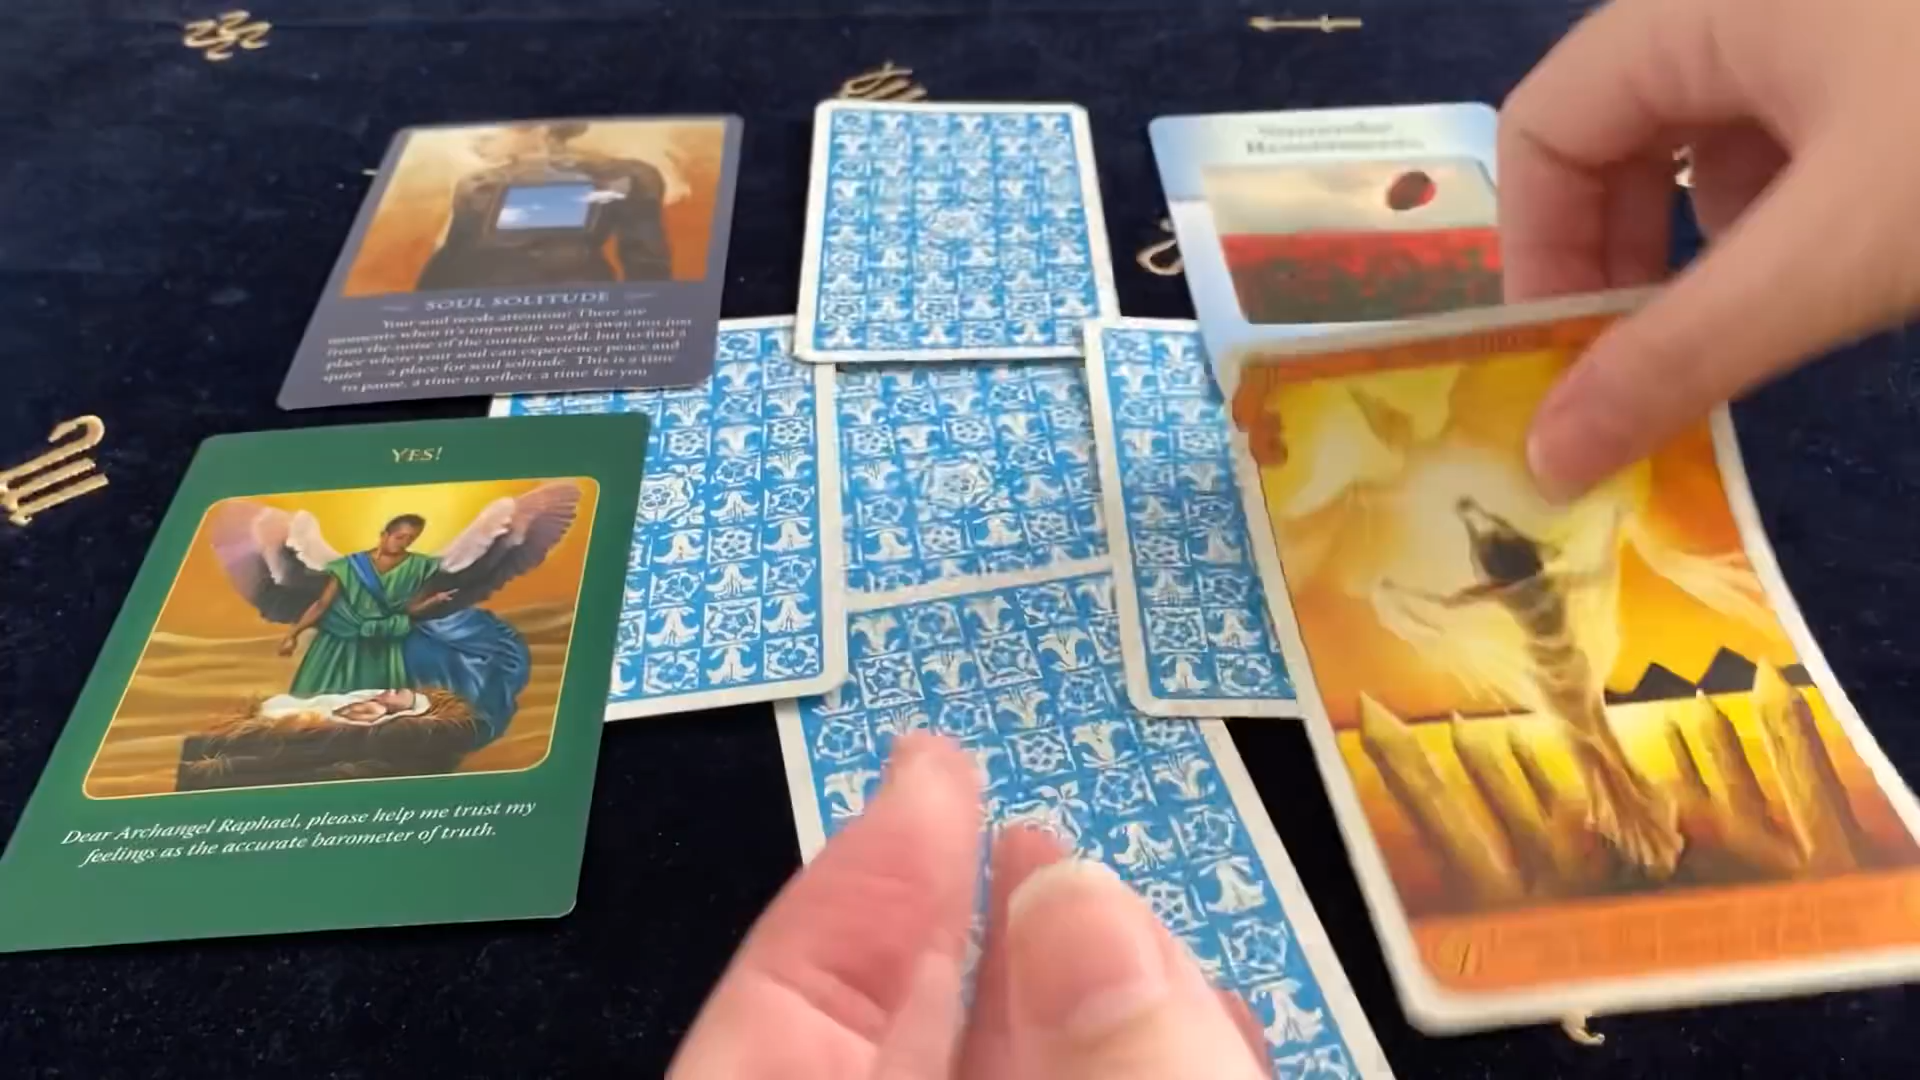 SOUL SOLITUDE
Your soul needs attention! There are
moments when it's important to get away, not just
from the noise of the outside world, but to find a
place where your soul can experience peace and
quiet — a place for soul solitude. This is a time
to pause, a time to reflect, a time for you
YES!
Dear Archangel Raphael, please help me trust my
feelings as the accurate barometer of truth.